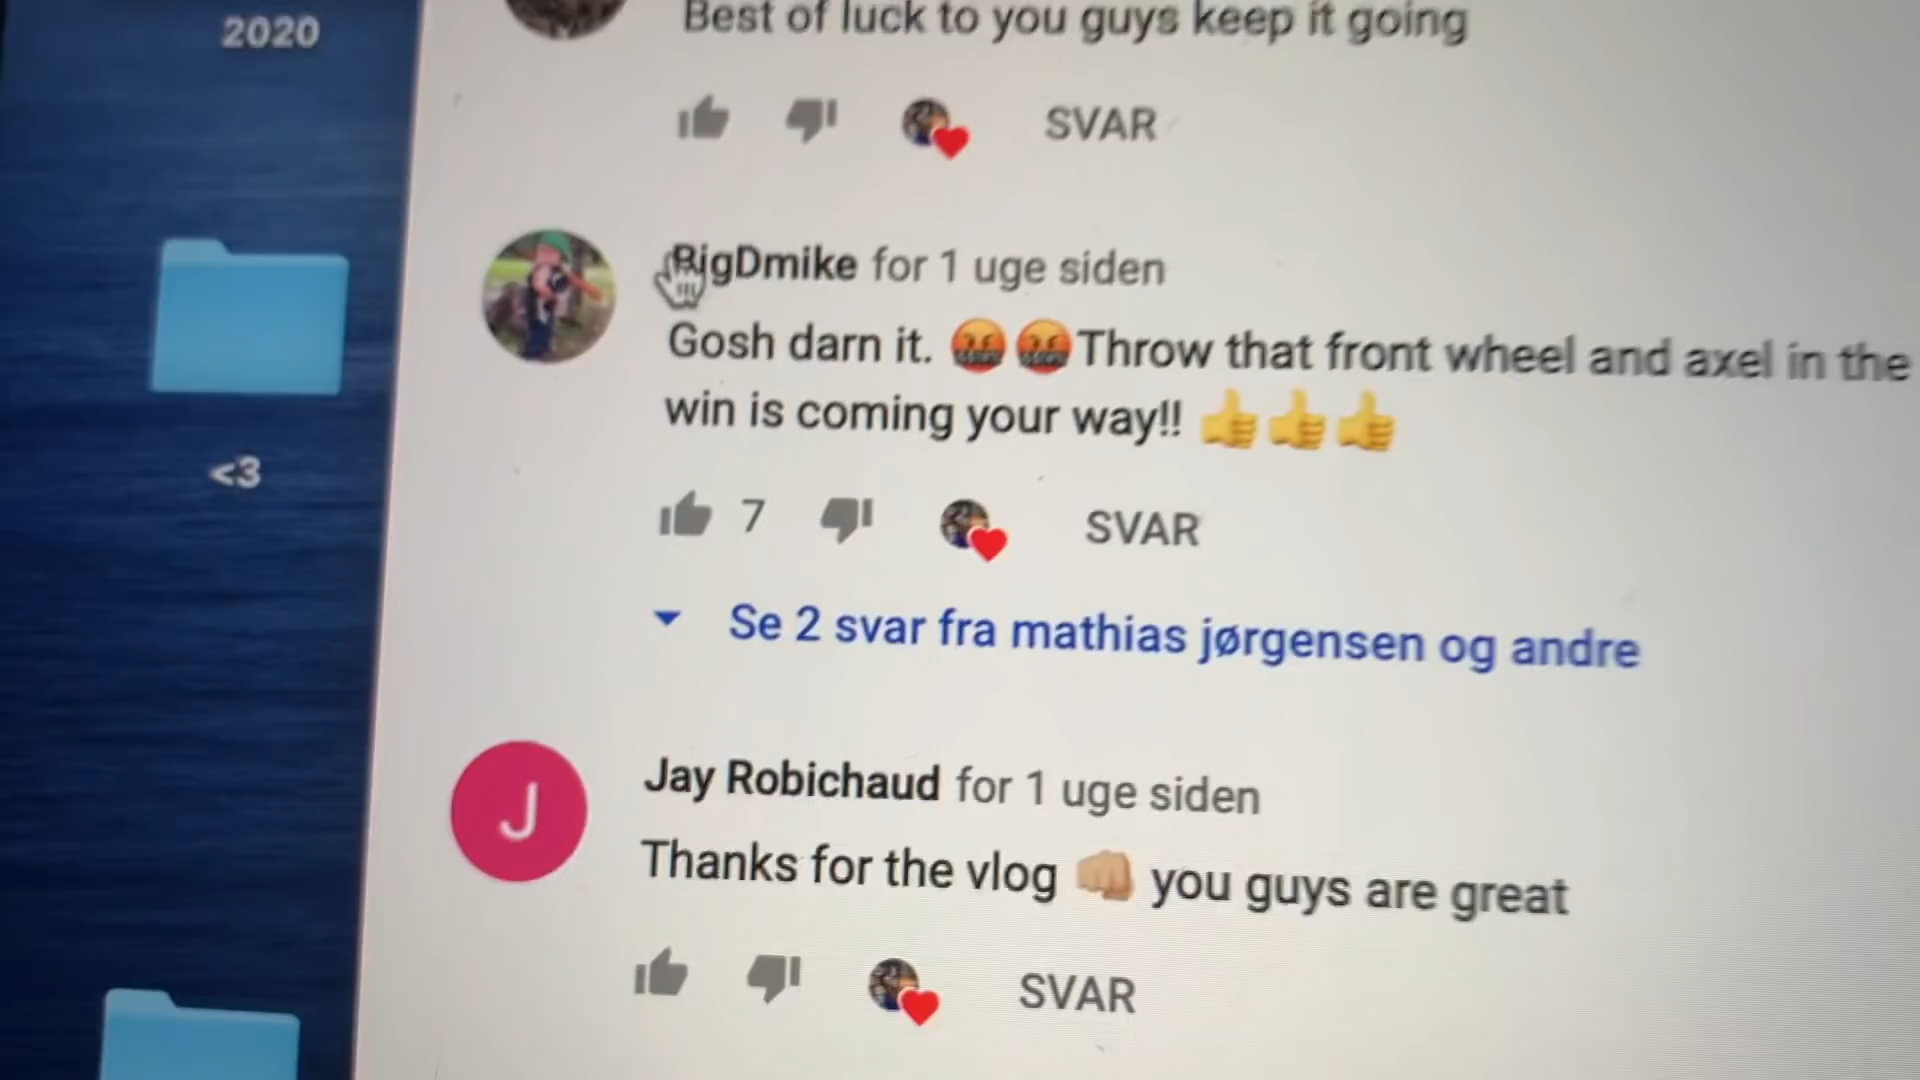 2020
Best of luck to you guys keep it going
SVAR
BigDmike for 1 uge siden
Gosh darn it. 🤬🤬Throw that front wheel and axel in the
win is coming your way!! 👍👍👍
<3
7
SVAR
Se 2 svar fra mathias jørgensen og andre
J
Jay Robichaud for 1 uge siden
Thanks for the vlog 👊🏼 you guys are great
SVAR